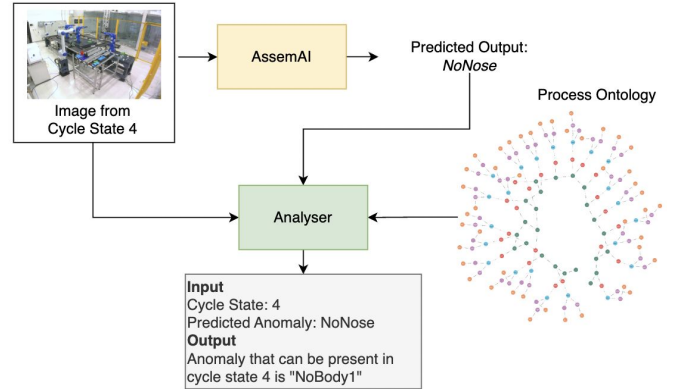 Image from
Cycle State 4
AssemAI
Predicted Output:
NoNose
Process Ontology
Analyser
Input
Cycle State: 4
Predicted Anomaly: NoNose
Output
Anomaly that can be present in
cycle state 4 is "NoBody1"